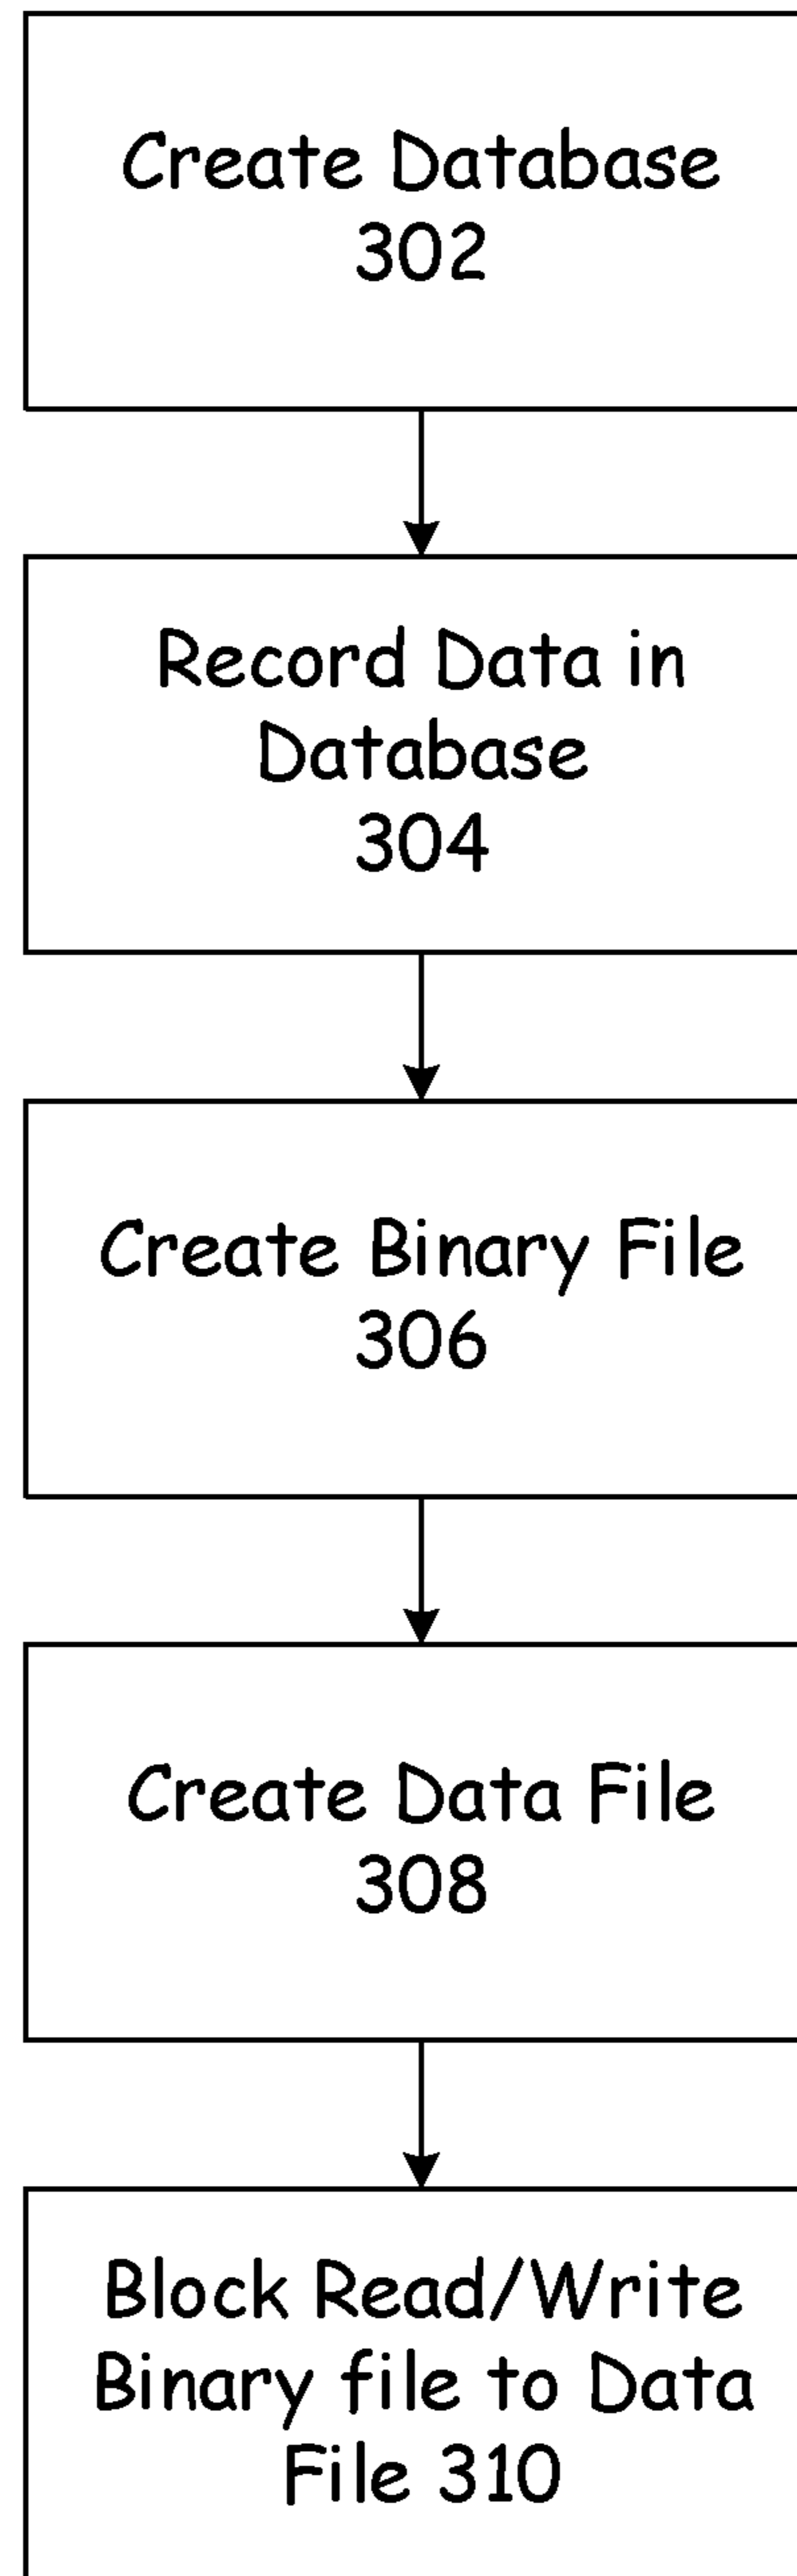 Create Database
302
Record Data in
Database
304
Create Binary File
306
Create Data File
308
Block Read/Write
Binary file to Data
File 310